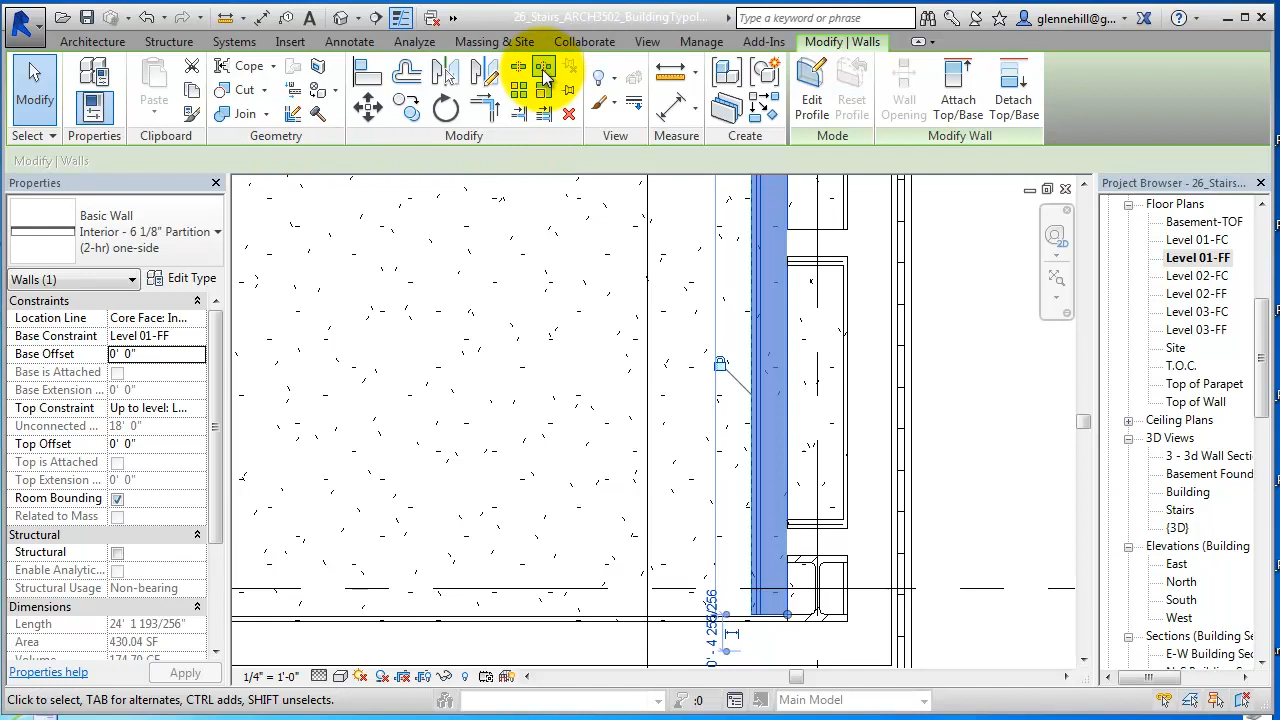 26_Stairs_ARCH3502_BuildingTypol...
Type a keyword or phrase
glennehill@g...
Architecture Structure Systems Insert Annotate Analyze Massing & Site Collaborate View Manage Add-Ins Modify | Walls
Modify
Properties
Paste
Cope
Cut
Join
Edit Profile
Reset Profile
Wall Opening
Attach Top/Base
Detach Top/Base
Select Properties Clipboard Geometry Modify View Measure Create Mode Modify Wall
Modify | Walls
Properties
Basic Wall
Interior - 6 1/8" Partition
(2-hr) one-side
Walls (1) Edit Type
Constraints
Location Line Core Face: In...
Base Constraint Level 01-FF
Base Offset 0' 0"
Base is Attached
Base Extension ...
Top Constraint Up to level: L...
Unconnected ... 18' 0"
Top Offset 0' 0"
Top is Attached
Top Extension ...
Room Bounding
Related to Mass
Structural
Structural
Enable Analytic...
Structural Usage Non-bearing
Dimensions
Length 24' 1 193/256"
Area 430.04 SF
Volume 174.70 CF
Properties help Apply
0' - 4 255/256
2D
Project Browser - 26_Stairs...
Floor Plans
Basement-TOF
Level 01-FC
Level 01-FF
Level 02-FC
Level 02-FF
Level 03-FC
Level 03-FF
Site
T.O.C.
Top of Parapet
Top of Wall
Ceiling Plans
3D Views
3 - 3d Wall Secti
Basement Found
Building
Stairs
{3D}
Elevations (Building
East
North
South
West
Sections (Building Se
E-W Building Sec
1/4" = 1'-0"
Click to select, TAB for alternates, CTRL adds, SHIFT unselects.
:0
Main Model